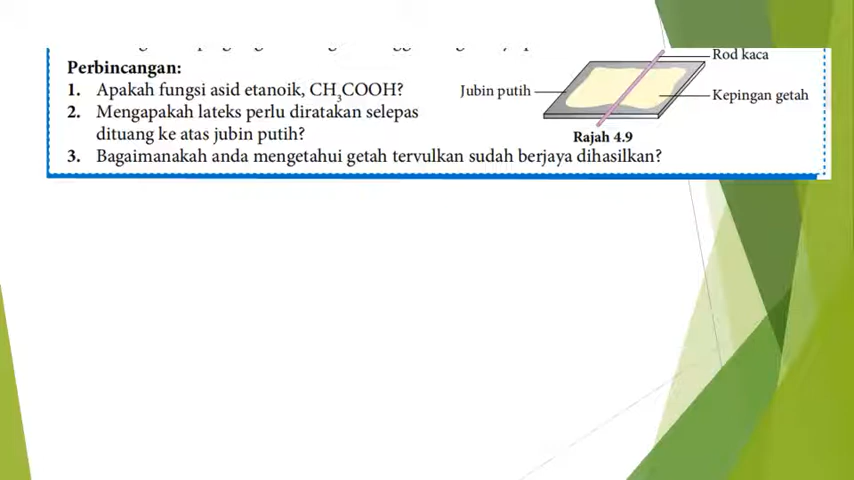 Perbincangan:
1. Apakah fungsi asid etanoik, CH₃COOH?
2. Mengapakah lateks perlu diratakan selepas
dituang ke atas jubin putih?
3. Bagaimanakah anda mengetahui getah tervulkan sudah berjaya dihasilkan?
Rod kaca
Jubin putih
Kepingan getah
Rajah 4.9